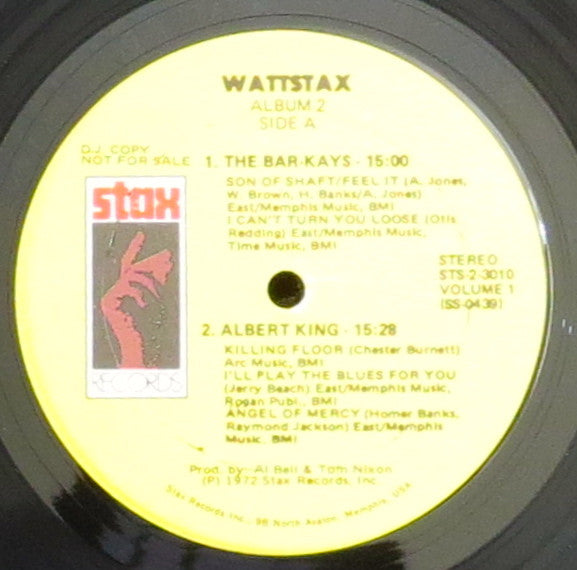 WATTSTAX
ALBUM 2
SIDE A
D.J. COPY
NOT FOR SALE
stax
RECORDS
1. THE BAR-KAYS - 15:00
SON OF SHAFT/FEEL IT (A. Jones,
W. Brown, H. Banks/A. Jones)
East/Memphis Music, BMI
I CAN'T TURN YOU LOOSE (Otis
Redding) East/Memphis Music,
Time Music, BMI
STEREO
STS-2-3010
VOLUME 1
(SS-0439)
2. ALBERT KING - 15:28
KILLING FLOOR (Chester Burnett)
Arc Music, BMI
I'LL PLAY THE BLUES FOR YOU
(Jerry Beach) East/Memphis Music,
Rogan Publ., BMI
ANGEL OF MERCY (Homer Banks,
Raymond Jackson) East/Memphis
Music, BMI
Prod. by: Al Bell & Tom Nixon
(P) 1972 Stax Records, Inc.
Stax Records Inc., 98 North Avalon, Memphis, USA